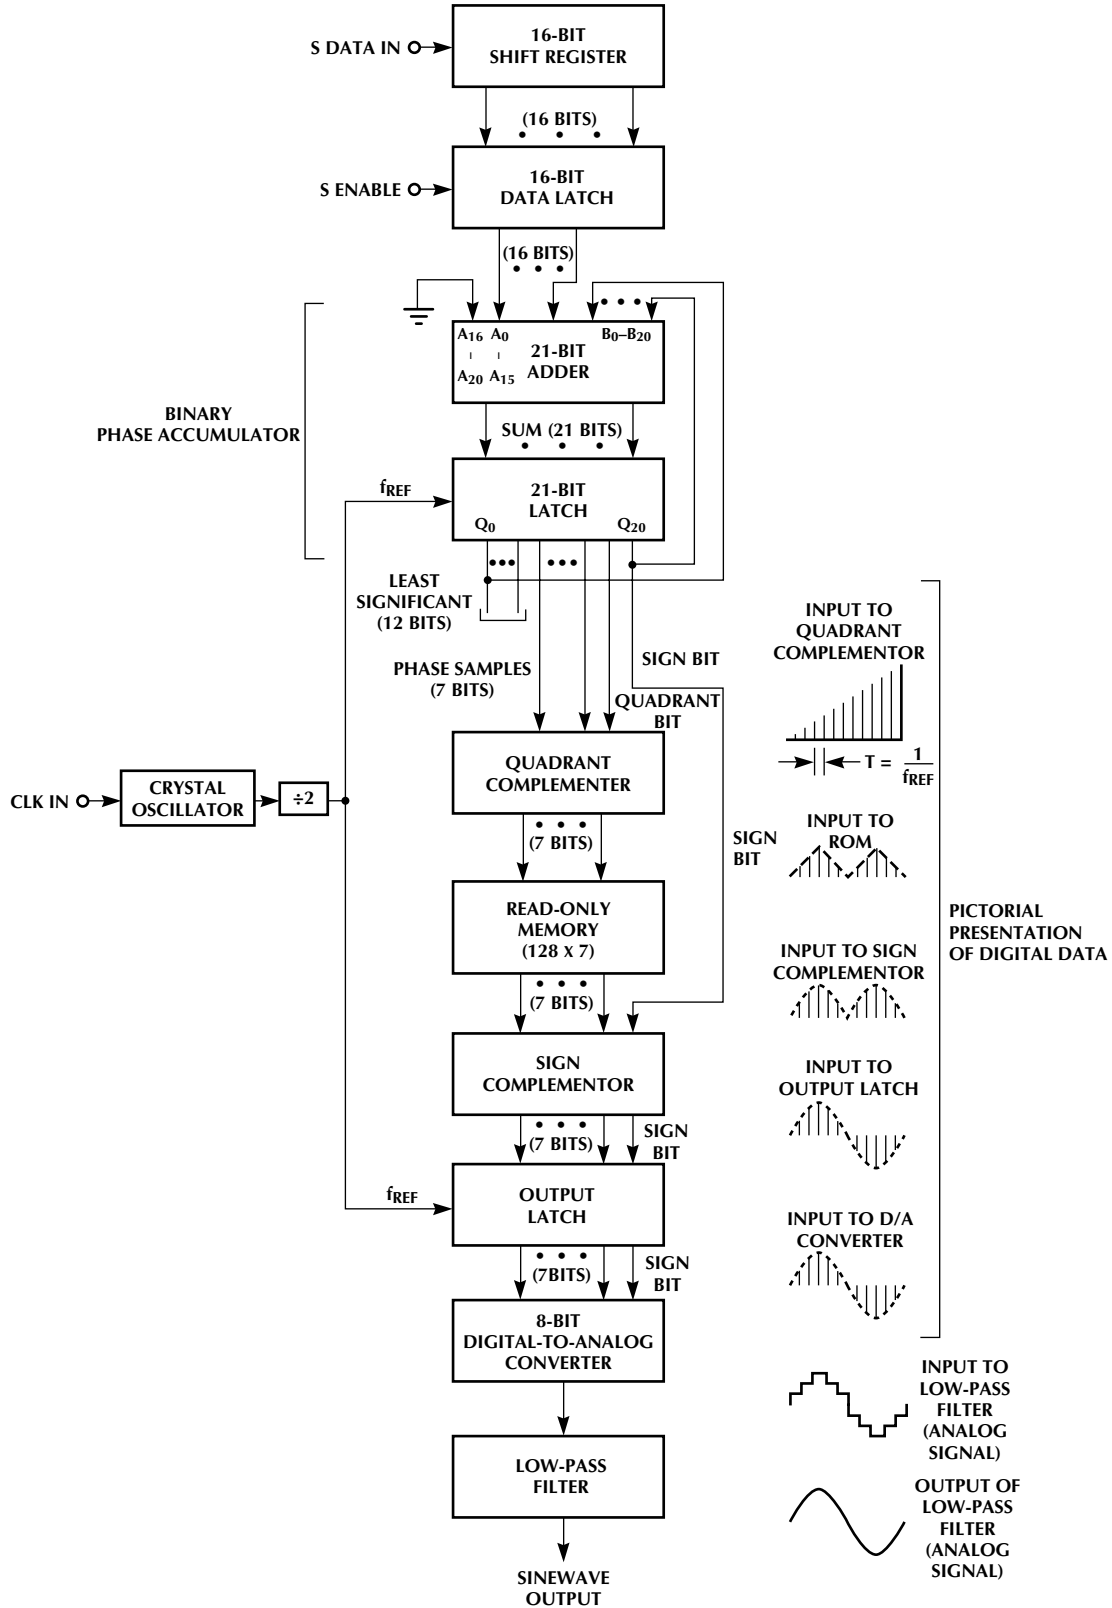 16-BIT
SHIFT REGISTER
S DATA IN
(16 BITS)
16-BIT
DATA LATCH
S ENABLE
(16 BITS)
A16 A0
B0–B20
21-BIT
ADDER
A20 A15
BINARY
PHASE ACCUMULATOR
SUM (21 BITS)
21-BIT
LATCH
fREF
Q0
Q20
LEAST
SIGNIFICANT
(12 BITS)
PHASE SAMPLES
(7 BITS)
SIGN BIT
QUADRANT
BIT
QUADRANT
COMPLEMENTER
CLK IN
CRYSTAL
OSCILLATOR
÷2
(7 BITS)
SIGN
BIT
READ-ONLY
MEMORY
(128 X 7)
(7 BITS)
SIGN
COMPLEMENTOR
(7 BITS)
SIGN
BIT
fREF
OUTPUT
LATCH
(7BITS)
SIGN
BIT
8-BIT
DIGITAL-TO-ANALOG
CONVERTER
LOW-PASS
FILTER
SINEWAVE
OUTPUT
INPUT TO
QUADRANT
COMPLEMENTOR
T = 1
fREF
INPUT TO
ROM
INPUT TO SIGN
COMPLEMENTOR
INPUT TO
OUTPUT LATCH
INPUT TO D/A
CONVERTER
PICTORIAL
PRESENTATION
OF DIGITAL DATA
INPUT TO
LOW-PASS
FILTER
(ANALOG
SIGNAL)
OUTPUT OF
LOW-PASS
FILTER
(ANALOG
SIGNAL)